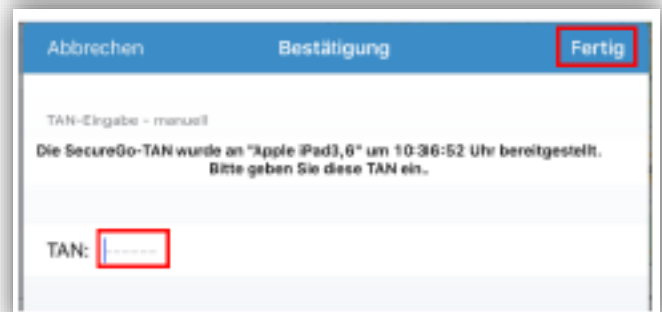 Abbrechen Bestätigung Fertig
TAN-Eingabe - manuell
Die SecureGo-TAN wurde an "Apple iPad3,6" um 10:36:52 Uhr bereitgestellt.
Bitte geben Sie diese TAN ein.
TAN: